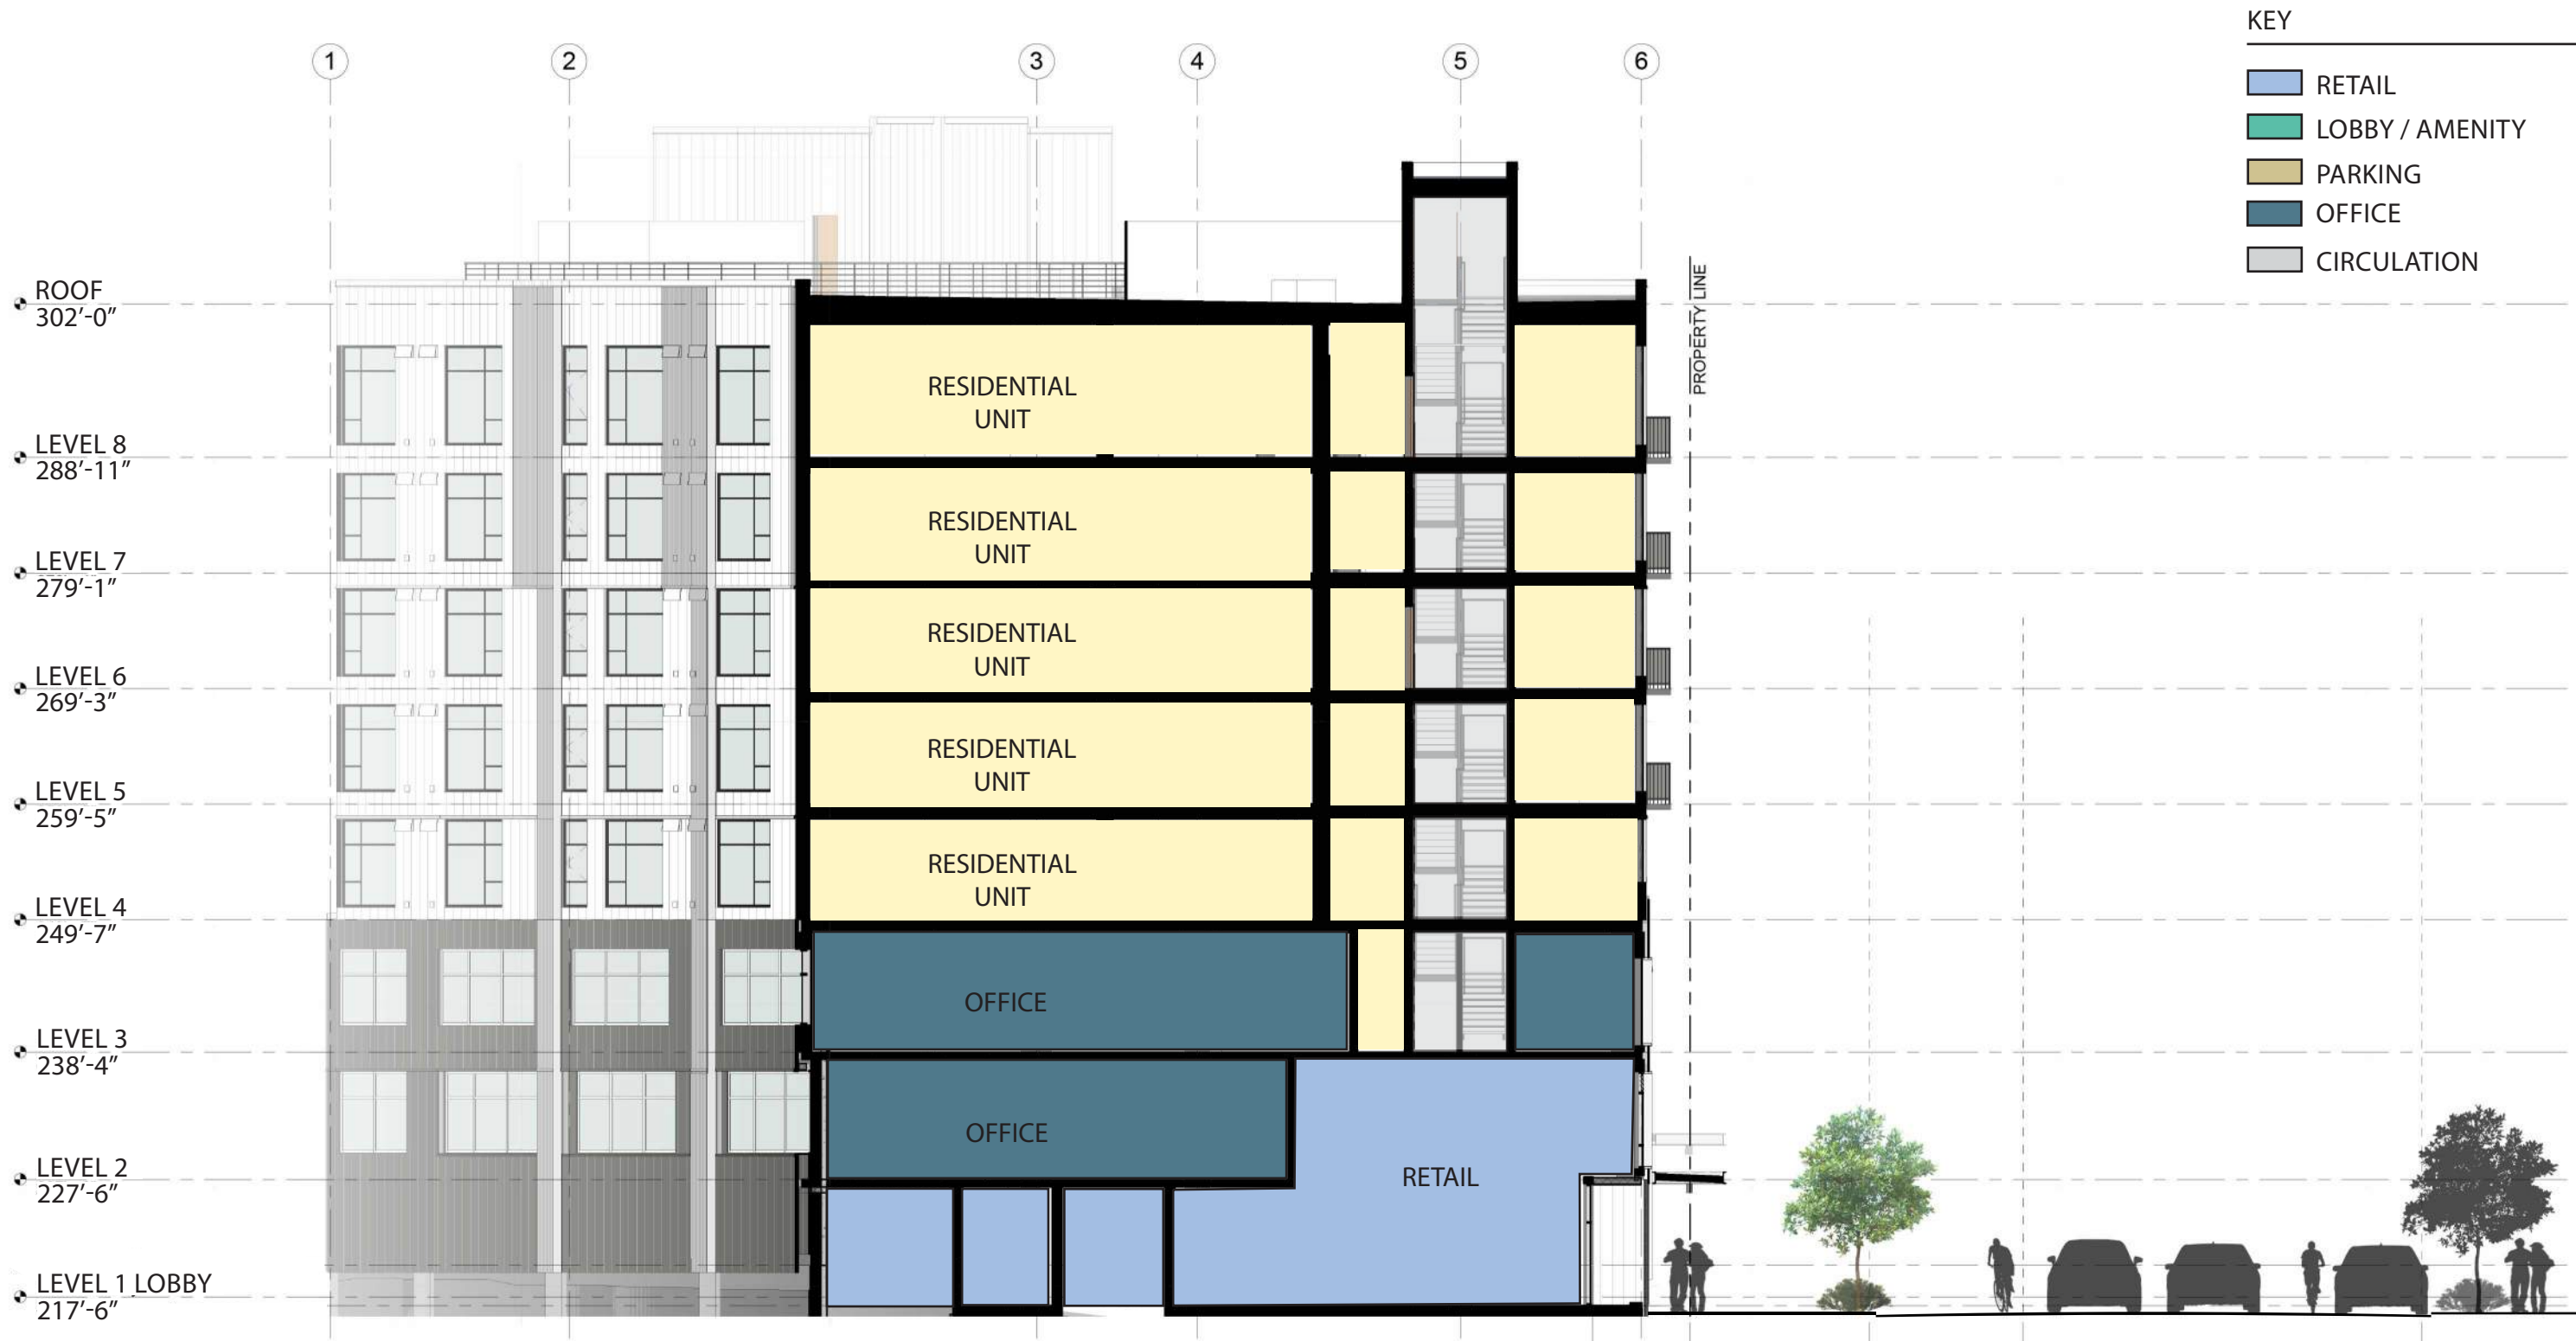 KEY
RETAIL
LOBBY / AMENITY
PARKING
OFFICE
CIRCULATION
1
2
3
4
5
6
PROPERTY LINE
ROOF
302’-0”
LEVEL 8
288’-11”
LEVEL 7
279’-1”
LEVEL 6
269’-3”
LEVEL 5
259’-5”
LEVEL 4
249’-7”
LEVEL 3
238’-4”
LEVEL 2
227’-6”
LEVEL 1 LOBBY
217’-6”
RESIDENTIAL
UNIT
RESIDENTIAL
UNIT
RESIDENTIAL
UNIT
RESIDENTIAL
UNIT
RESIDENTIAL
UNIT
OFFICE
OFFICE
RETAIL